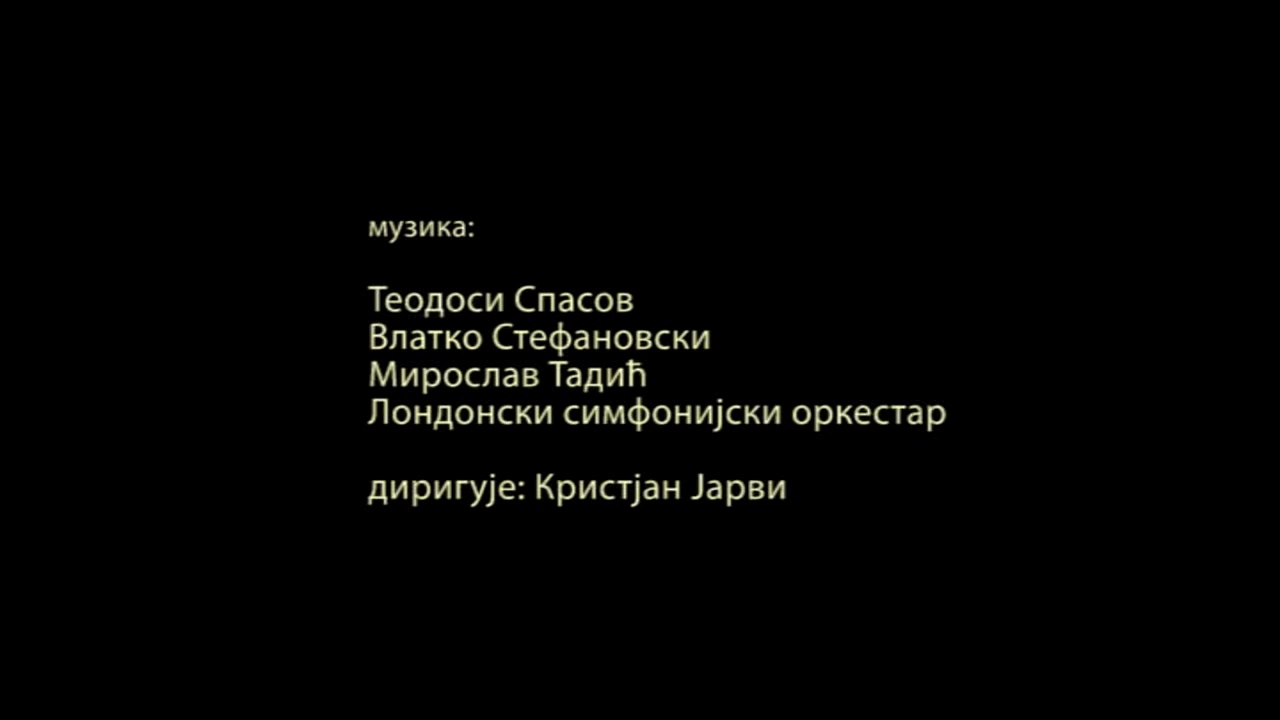 музика:
Теодоси Спасов
Влатко Стефановски
Мирослав Тадић
Лондонски симфонијски оркестар
диригује: Кристјан Јарви